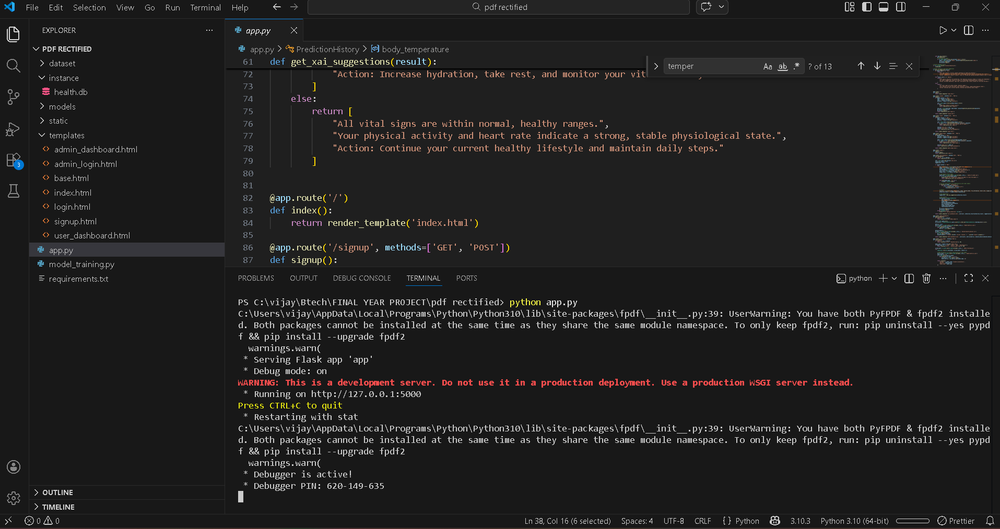 File Edit Selection View Go Run Terminal Help
pdf rectified
EXPLORER
PDF RECTIFIED
dataset
instance
health.db
models
static
templates
admin_dashboard.html
admin_login.html
base.html
index.html
login.html
signup.html
user_dashboard.html
app.py
model_training.py
requirements.txt
OUTLINE
TIMELINE
3
app.py
app.py > PredictionHistory > body_temperature
temper Aa ab .* ? of 13
61 def get_xai_suggestions(result):
72 "Action: Increase hydration, take rest, and monitor your vit
73 ]
74 else:
75 return [
76 "All vital signs are within normal, healthy ranges.",
77 "Your physical activity and heart rate indicate a strong, stable physiological state.",
78 "Action: Continue your current healthy lifestyle and maintain daily steps."
79 ]
80
81
82 @app.route('/')
83 def index():
84 return render_template('index.html')
85
86 @app.route('/signup', methods=['GET', 'POST'])
87 def signup():
PROBLEMS OUTPUT DEBUG CONSOLE TERMINAL PORTS
python
PS C:\vijay\Btech\FINAL YEAR PROJECT\pdf rectified> python app.py
C:\Users\vijay\AppData\Local\Programs\Python\Python310\lib\site-packages\fpdf\__init__.py:39: UserWarning: You have both PyFPDF & fpdf2 installe
d. Both packages cannot be installed at the same time as they share the same module namespace. To only keep fpdf2, run: pip uninstall --yes pypd
f && pip install --upgrade fpdf2
warnings.warn(
* Serving Flask app 'app'
* Debug mode: on
WARNING: This is a development server. Do not use it in a production deployment. Use a production WSGI server instead.
* Running on http://127.0.0.1:5000
Press CTRL+C to quit
* Restarting with stat
C:\Users\vijay\AppData\Local\Programs\Python\Python310\lib\site-packages\fpdf\__init__.py:39: UserWarning: You have both PyFPDF & fpdf2 installe
d. Both packages cannot be installed at the same time as they share the same module namespace. To only keep fpdf2, run: pip uninstall --yes pypd
f && pip install --upgrade fpdf2
warnings.warn(
* Debugger is active!
* Debugger PIN: 620-149-635
0 0 Ln 38, Col 16 (6 selected) Spaces: 4 UTF-8 CRLF { } Python 3.10.3 Python 3.10 (64-bit) Prettier